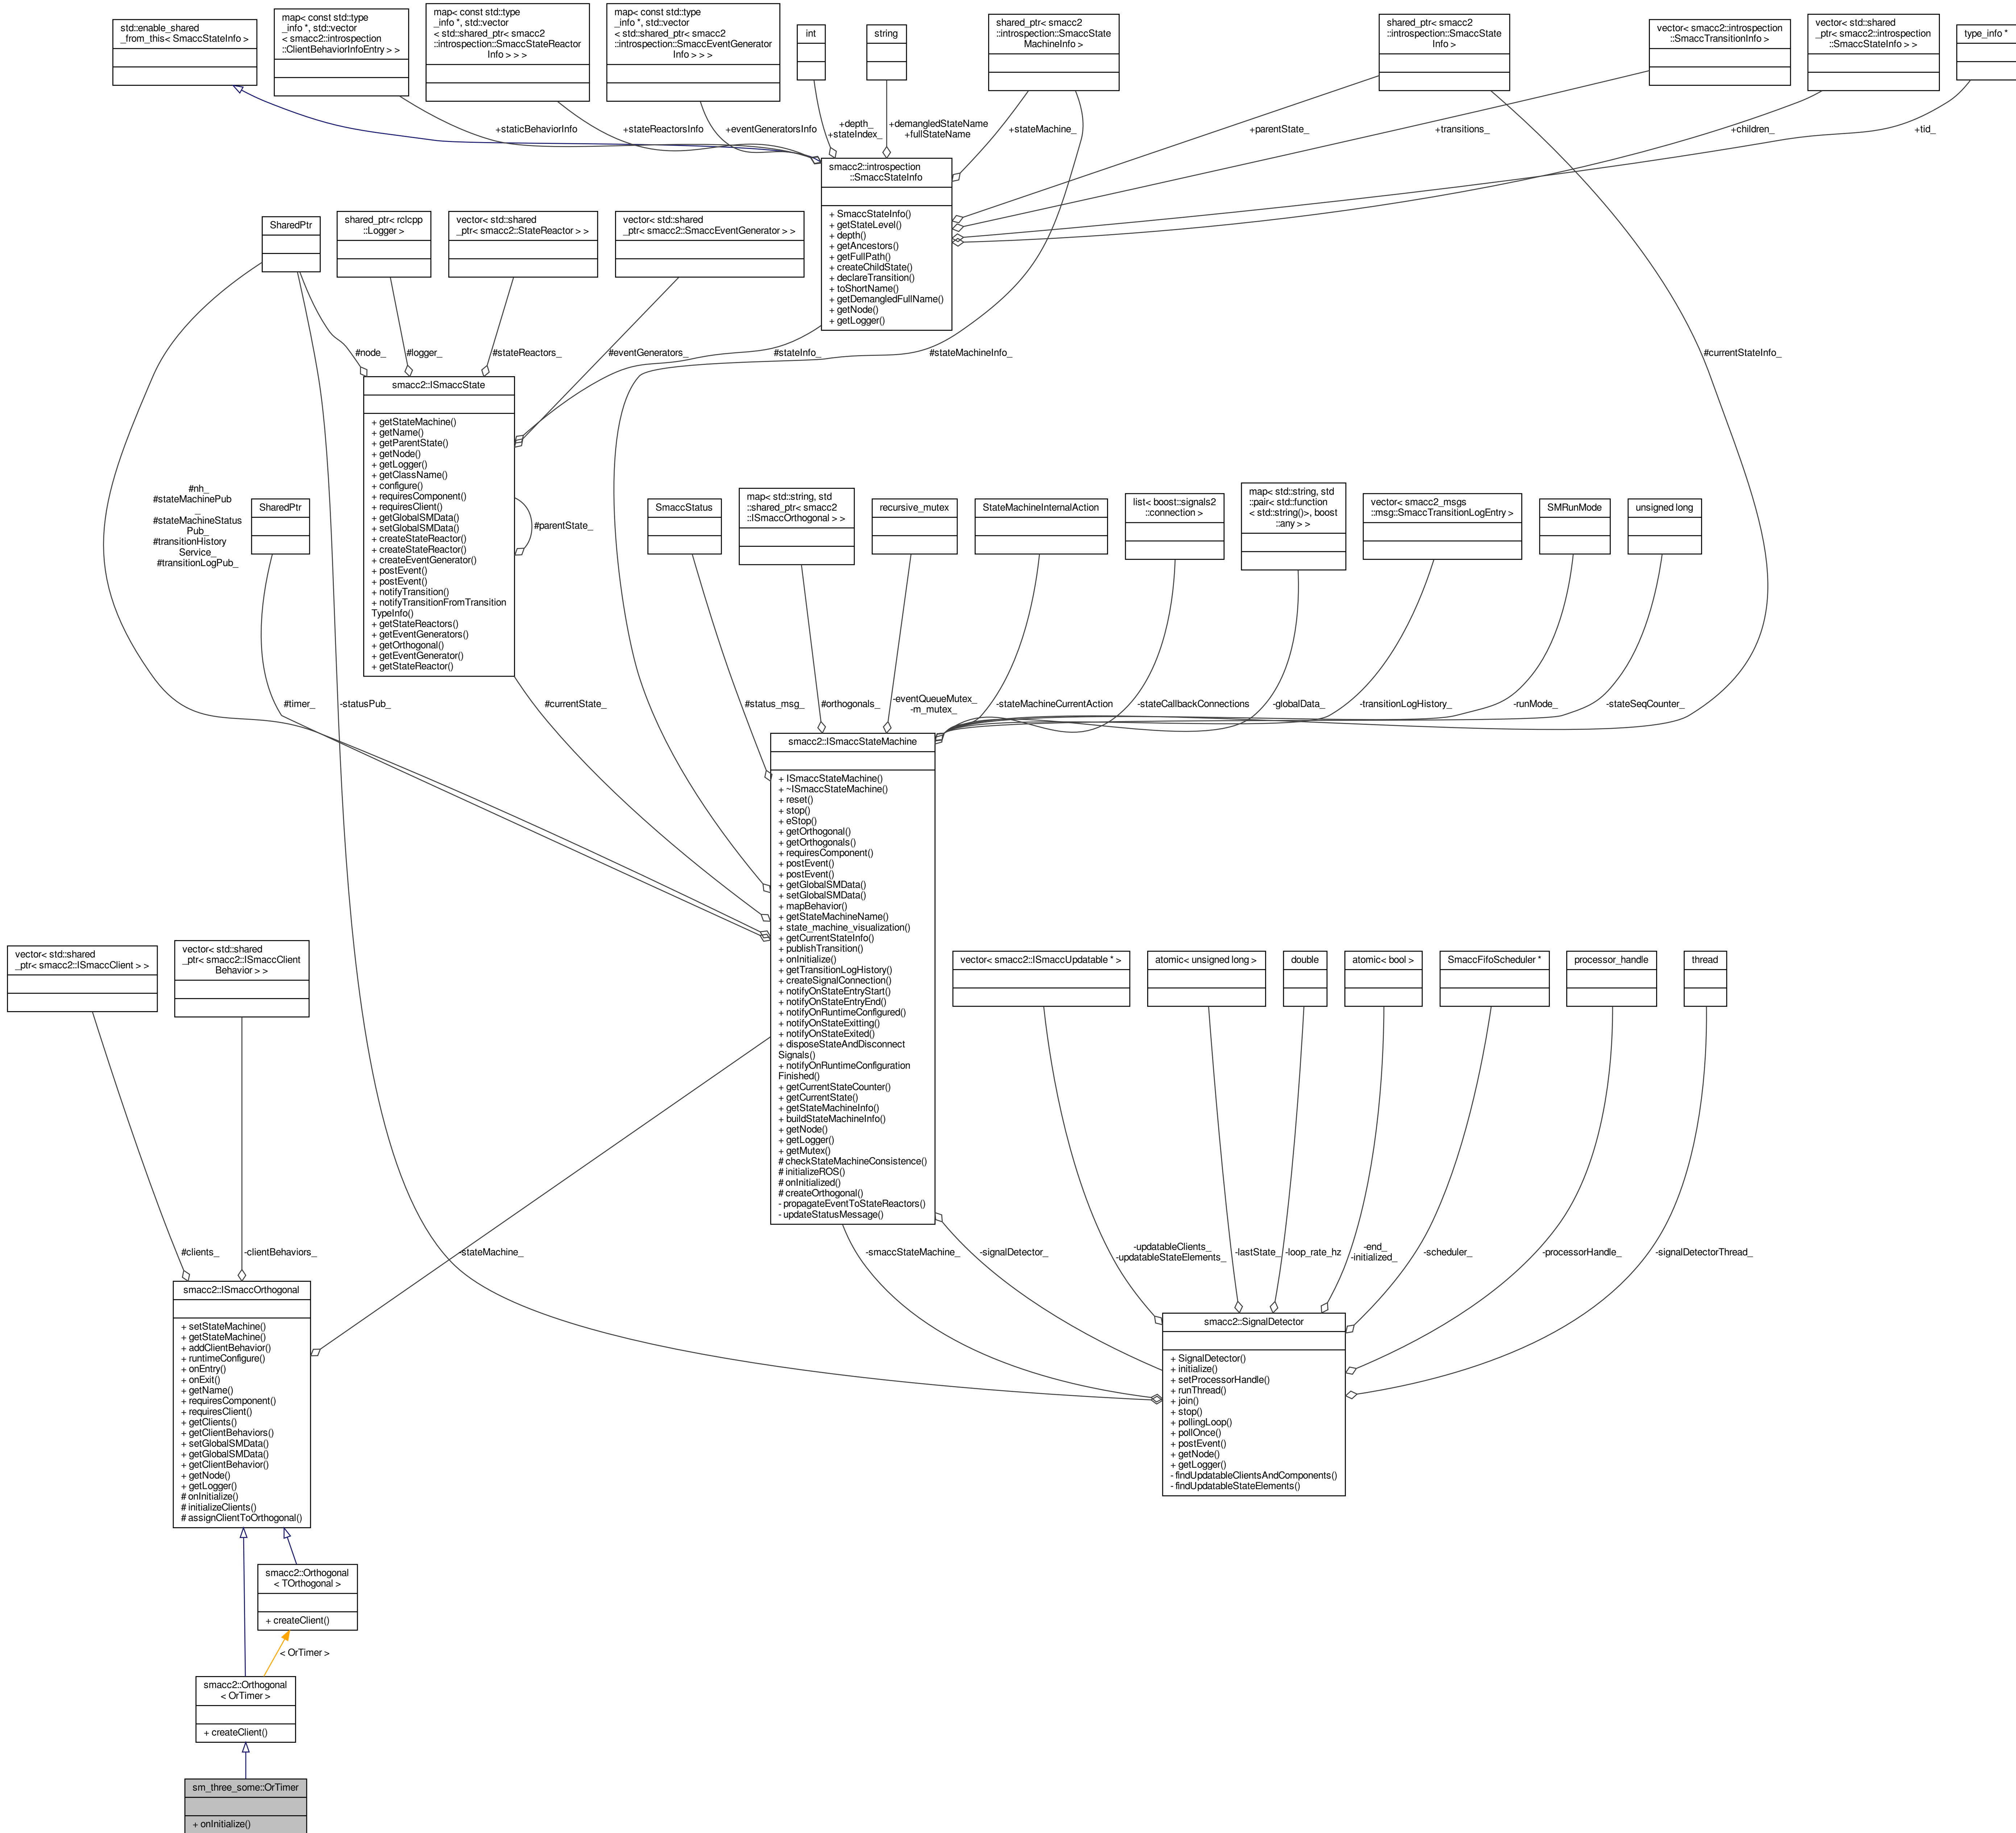 std::enable_shared
_from_this< SmaccStateInfo >
map< const std::type
_info *, std::vector
< smacc2::introspection
::ClientBehaviorInfoEntry > >
map< const std::type
_info *, std::vector
< std::shared_ptr< smacc2
::introspection::SmaccStateReactor
Info > > >
map< const std::type
_info *, std::vector
< std::shared_ptr< smacc2
::introspection::SmaccEventGenerator
Info > > >
int
string
shared_ptr< smacc2
::introspection::SmaccState
MachineInfo >
shared_ptr< smacc2
::introspection::SmaccState
Info >
vector< smacc2::introspection
::SmaccTransitionInfo >
vector< std::shared
_ptr< smacc2::introspection
::SmaccStateInfo > >
type_info *
+staticBehaviorInfo
+stateReactorsInfo
+eventGeneratorsInfo
+depth_
+stateIndex_
+demangledStateName
+fullStateName
+stateMachine_
+parentState_
+transitions_
+children_
+tid_
smacc2::introspection
::SmaccStateInfo
+ SmaccStateInfo()
+ getStateLevel()
+ depth()
+ getAncestors()
+ getFullPath()
+ createChildState()
+ declareTransition()
+ toShortName()
+ getDemangledFullName()
+ getNode()
+ getLogger()
SharedPtr
shared_ptr< rclcpp
::Logger >
vector< std::shared
_ptr< smacc2::StateReactor > >
vector< std::shared
_ptr< smacc2::SmaccEventGenerator > >
#node_
#logger_
#stateReactors_
#eventGenerators_
#stateInfo_
#stateMachineInfo_
#currentStateInfo_
smacc2::ISmaccState
+ getStateMachine()
+ getName()
+ getParentState()
+ getNode()
+ getLogger()
+ getClassName()
+ configure()
+ requiresComponent()
+ requiresClient()
+ getGlobalSMData()
+ setGlobalSMData()
+ createStateReactor()
+ createStateReactor()
+ createEventGenerator()
+ postEvent()
+ postEvent()
+ notifyTransition()
+ notifyTransitionFromTransition
TypeInfo()
+ getStateReactors()
+ getEventGenerators()
+ getOrthogonal()
+ getEventGenerator()
+ getStateReactor()
#parentState_
#nh_
#stateMachinePub
_
#stateMachineStatus
Pub_
#transitionHistory
Service_
#transitionLogPub_
SharedPtr
SmaccStatus
map< std::string, std
::shared_ptr< smacc2
::ISmaccOrthogonal > >
recursive_mutex
StateMachineInternalAction
list< boost::signals2
::connection >
map< std::string, std
::pair< std::function
< std::string()>, boost
::any > >
vector< smacc2_msgs
::msg::SmaccTransitionLogEntry >
SMRunMode
unsigned long
#timer_
-statusPub_
#currentState_
#status_msg_
#orthogonals_
-eventQueueMutex_
-m_mutex_
-stateMachineCurrentAction
-stateCallbackConnections
-globalData_
-transitionLogHistory_
-runMode_
-stateSeqCounter_
smacc2::ISmaccStateMachine
+ ISmaccStateMachine()
+ ~ISmaccStateMachine()
+ reset()
+ stop()
+ eStop()
+ getOrthogonal()
+ getOrthogonals()
+ requiresComponent()
+ postEvent()
+ postEvent()
+ getGlobalSMData()
+ setGlobalSMData()
+ mapBehavior()
+ getStateMachineName()
+ state_machine_visualization()
+ getCurrentStateInfo()
+ publishTransition()
+ onInitialize()
+ getTransitionLogHistory()
+ createSignalConnection()
+ notifyOnStateEntryStart()
+ notifyOnStateEntryEnd()
+ notifyOnRuntimeConfigured()
+ notifyOnStateExitting()
+ notifyOnStateExited()
+ disposeStateAndDisconnect
Signals()
+ notifyOnRuntimeConfiguration
Finished()
+ getCurrentStateCounter()
+ getCurrentState()
+ getStateMachineInfo()
+ buildStateMachineInfo()
+ getNode()
+ getLogger()
+ getMutex()
# checkStateMachineConsistence()
# initializeROS()
# onInitialized()
# createOrthogonal()
- propagateEventToStateReactors()
- updateStatusMessage()
vector< std::shared
_ptr< smacc2::ISmaccClient > >
vector< std::shared
_ptr< smacc2::ISmaccClient
Behavior > >
vector< smacc2::ISmaccUpdatable * >
atomic< unsigned long >
double
atomic< bool >
SmaccFifoScheduler *
processor_handle
thread
#clients_
-clientBehaviors_
-stateMachine_
-smaccStateMachine_
-signalDetector_
-updatableClients_
-updatableStateElements_
-lastState_
-loop_rate_hz
-end_
-initialized_
-scheduler_
-processorHandle_
-signalDetectorThread_
smacc2::ISmaccOrthogonal
+ setStateMachine()
+ getStateMachine()
+ addClientBehavior()
+ runtimeConfigure()
+ onEntry()
+ onExit()
+ getName()
+ requiresComponent()
+ requiresClient()
+ getClients()
+ getClientBehaviors()
+ setGlobalSMData()
+ getGlobalSMData()
+ getClientBehavior()
+ getNode()
+ getLogger()
# onInitialize()
# initializeClients()
# assignClientToOrthogonal()
smacc2::SignalDetector
+ SignalDetector()
+ initialize()
+ setProcessorHandle()
+ runThread()
+ join()
+ stop()
+ pollingLoop()
+ pollOnce()
+ postEvent()
+ getNode()
+ getLogger()
- findUpdatableClientsAndComponents()
- findUpdatableStateElements()
smacc2::Orthogonal
< TOrthogonal >
+ createClient()
< OrTimer >
smacc2::Orthogonal
< OrTimer >
+ createClient()
sm_three_some::OrTimer
+ onInitialize()